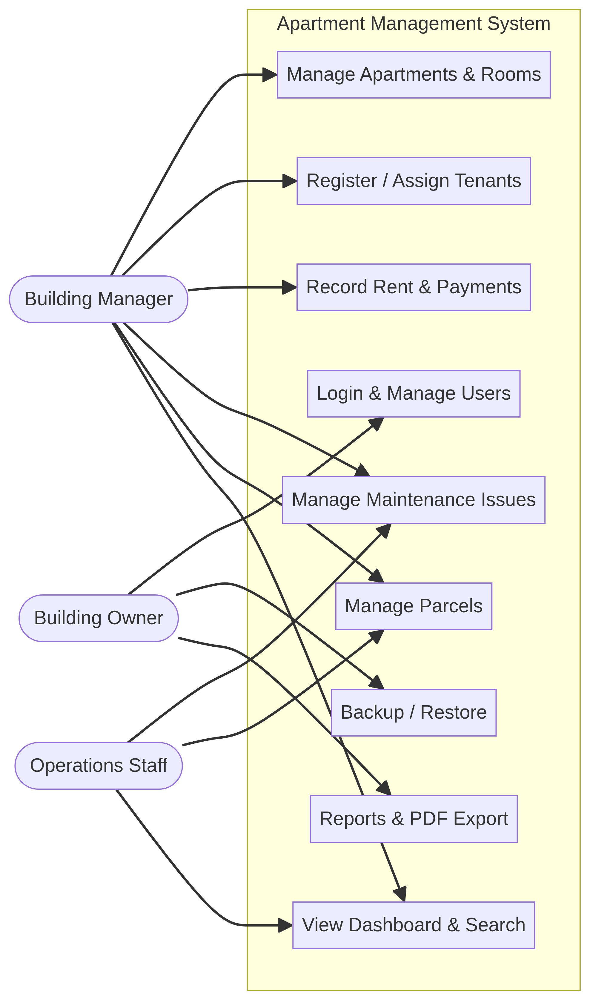 Apartment Management System
Manage Apartments & Rooms
Register / Assign Tenants
Record Rent & Payments
Building Manager
Login & Manage Users
Manage Maintenance Issues
Manage Parcels
Building Owner
Backup / Restore
Operations Staff
Reports & PDF Export
View Dashboard & Search